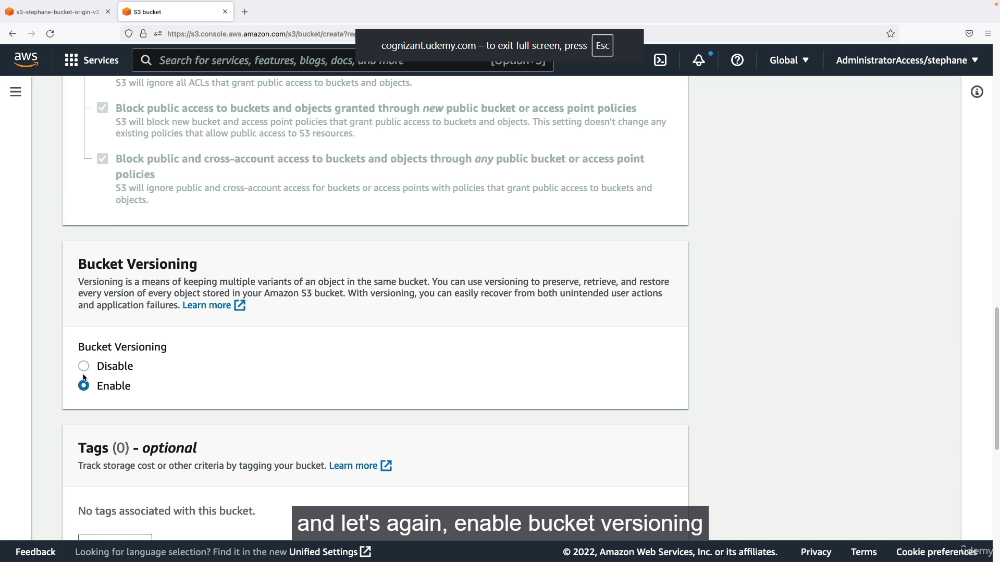 s3-stephane-bucket-origin-v2
S3 bucket
https://s3.console.aws.amazon.com/s3/bucket/create?reg
cognizant.udemy.com – to exit full screen, press Esc
aws
Services
Search for services, features, blogs, docs, and more
[Option+S]
Global
AdministratorAccess/stephane
S3 will ignore all ACLs that grant public access to buckets and objects.
Block public access to buckets and objects granted through new public bucket or access point policies
S3 will block new bucket and access point policies that grant public access to buckets and objects. This setting doesn't change any
existing policies that allow public access to S3 resources.
Block public and cross-account access to buckets and objects through any public bucket or access point
policies
S3 will ignore public and cross-account access for buckets or access points with policies that grant public access to buckets and
objects.
Bucket Versioning
Versioning is a means of keeping multiple variants of an object in the same bucket. You can use versioning to preserve, retrieve, and restore
every version of every object stored in your Amazon S3 bucket. With versioning, you can easily recover from both unintended user actions
and application failures. Learn more
Bucket Versioning
Disable
Enable
Tags (0) - optional
Track storage cost or other criteria by tagging your bucket. Learn more
No tags associated with this bucket.
and let's again, enable bucket versioning
Feedback
Looking for language selection? Find it in the new Unified Settings
© 2022, Amazon Web Services, Inc. or its affiliates.
Privacy
Terms
Cookie preferences
ûdemy